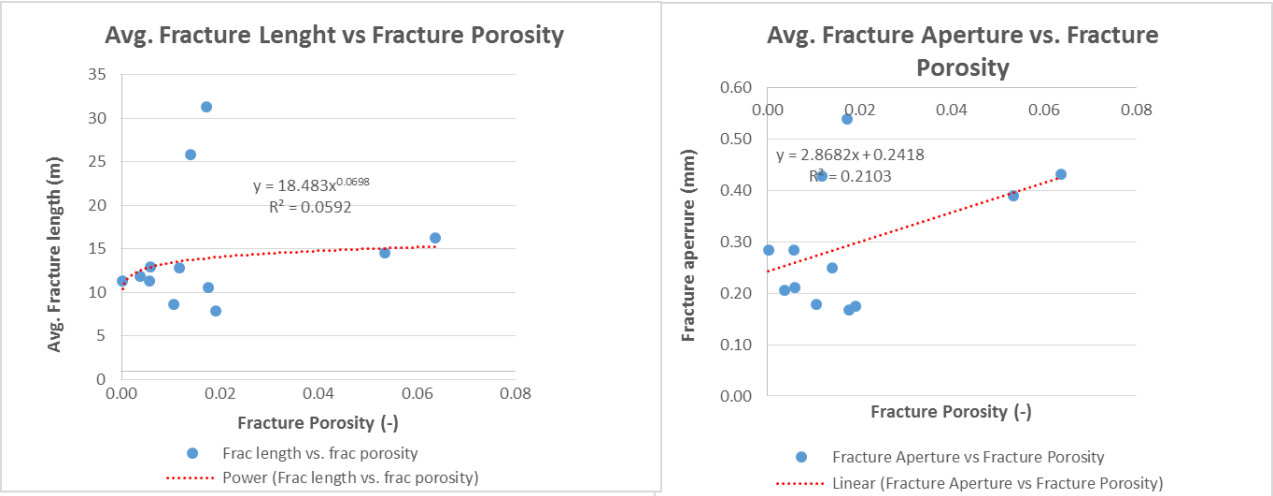 Avg. Fracture Lenght vs Fracture Porosity
35
30
25
20
15
10
5
0
0.00
0.02
0.04
0.06
0.08
Avg. Fracture length (m)
y = 18.483x^0.0698
R² = 0.0592
Fracture Porosity (-)
Frac length vs. frac porosity
Power (Frac length vs. frac porosity)
Avg. Fracture Aperture vs. Fracture
Porosity
0.60
0.50
0.40
0.30
0.20
0.10
0.00
0.00
0.02
0.04
0.06
0.08
Fracture aperrure (mm)
y = 2.8682x + 0.2418
R² = 0.2103
Fracture Porosity (-)
Fracture Aperture vs Fracture Porosity
Linear (Fracture Aperture vs Fracture Porosity)